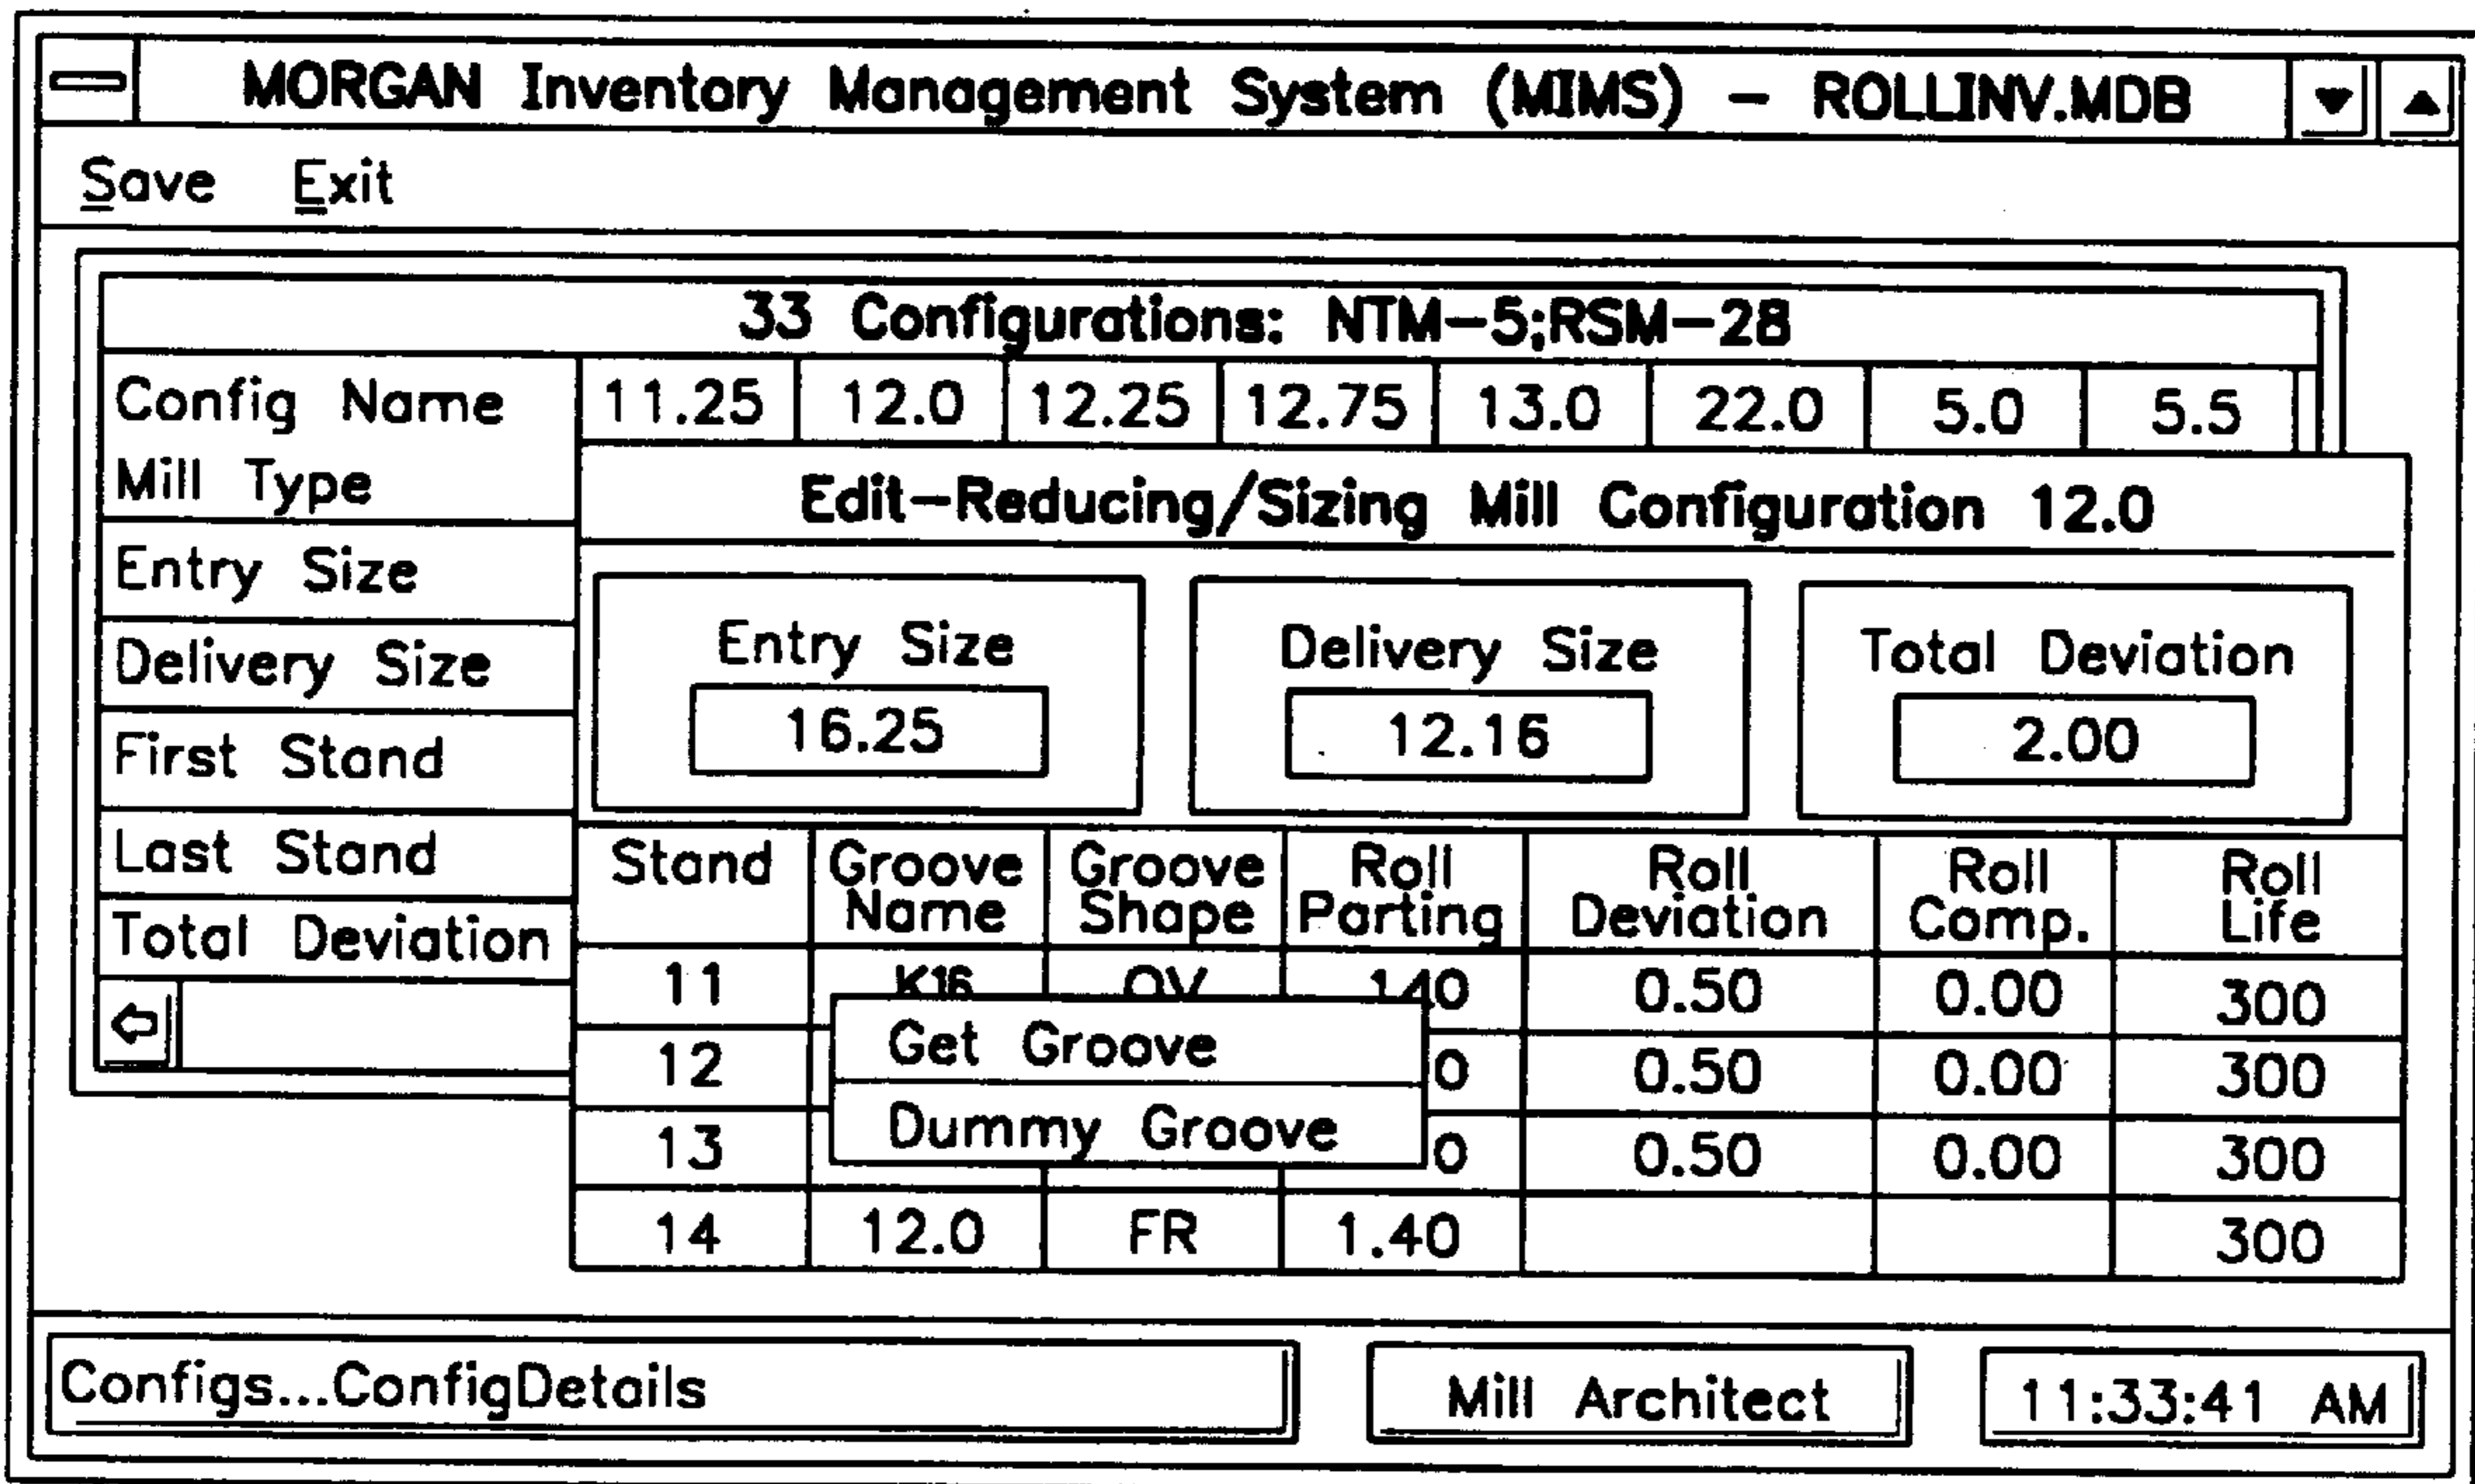 MORGAN Inventory Management System (MIMS) – ROLLINV.MDB
Save Exit
33 Configurations: NTM–5;RSM–28
Config Name 11.25 12.0 12.25 12.75 13.0 22.0 5.0 5.5
Mill Type
Edit–Reducing/Sizing Mill Configuration 12.0
Entry Size
Delivery Size
First Stand
Last Stand
Total Deviation
Entry Size Delivery Size Total Deviation
16.25 12.16 2.00
Stand Groove Name Groove Shape Roll Parting Roll Deviation Roll Comp. Roll Life
11 K16 OV 1.40 0.50 0.00 300
12 0 0.50 0.00 300
13 0 0.50 0.00 300
14 12.0 FR 1.40 300
Get Groove
Dummy Groove
Configs...ConfigDetails Mill Architect 11:33:41 AM